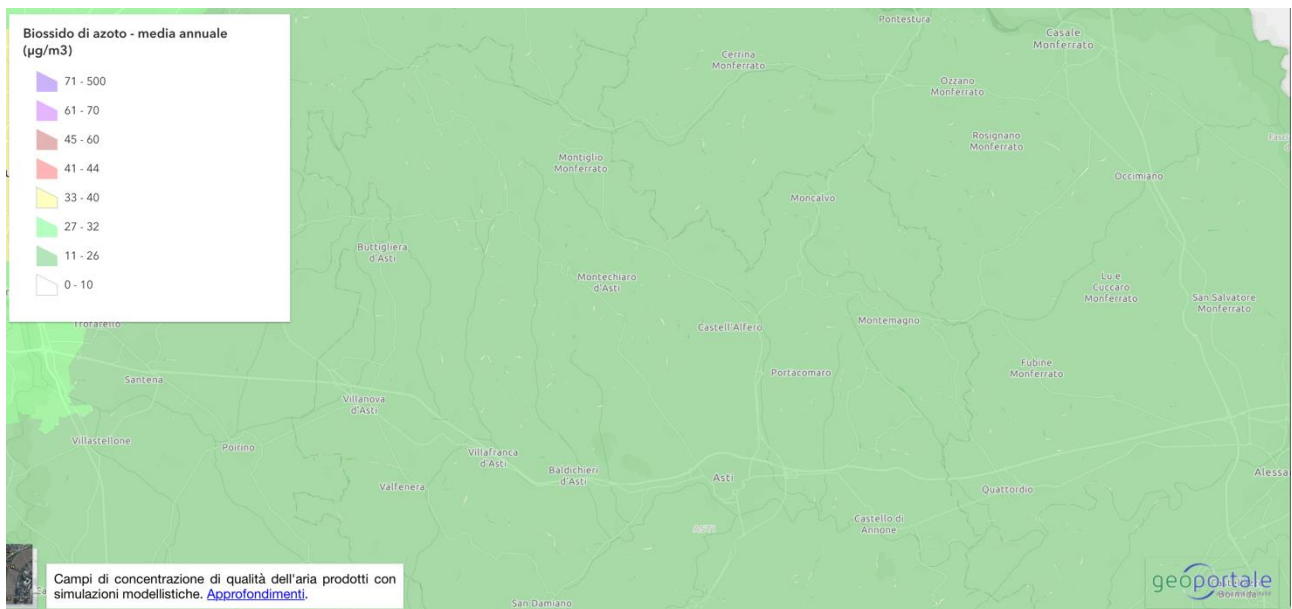 Biossido di azoto - media annuale
(µg/m3)
71 - 500
61 - 70
45 - 60
41 - 44
33 - 40
27 - 32
11 - 26
0 - 10
Pontestura
Casale
Monferrato
Cerrina
Monferrato
Ozzano
Monferrato
Rosignano
Monferrato
Montiglio
Monferrato
Occimiano
Moncalvo
Buttigliera
d'Asti
Montechiaro
d'Asti
Lu e
Cuccaro
Monferrato
San Salvatore
Monferrato
Trofarello
Castell'Alfero
Montemagno
Fubine
Monferrato
Portacomaro
Santena
Villanova
d'Asti
Villastellone
Poirino
Villafranca
d'Asti
Baldichieri
d'Asti
Asti
Alessa
Valfenera
Quattordio
Castello di
Annone
ASTI
Campi di concentrazione di qualità dell'aria prodotti con
simulazioni modellistiche. Approfondimenti.
San Damiano
geoportale